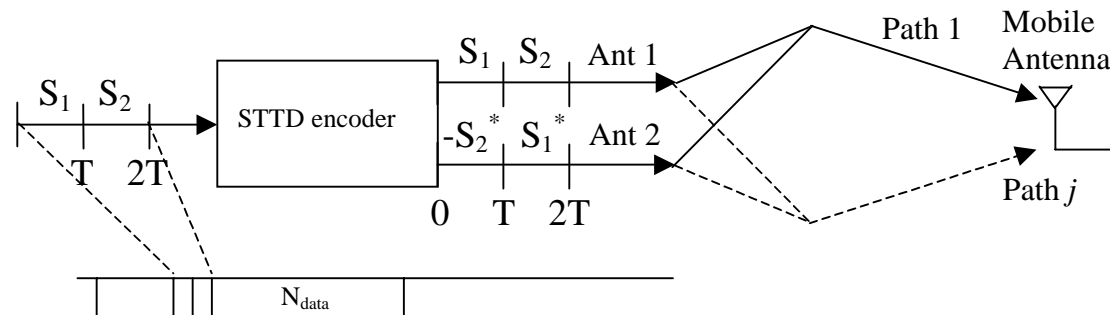 S₁ S₂
T 2T
STTD encoder
S₁ S₂ Ant 1
-S₂* S₁* Ant 2
0 T 2T
Path 1
Mobile
Antenna
Path j
N_data